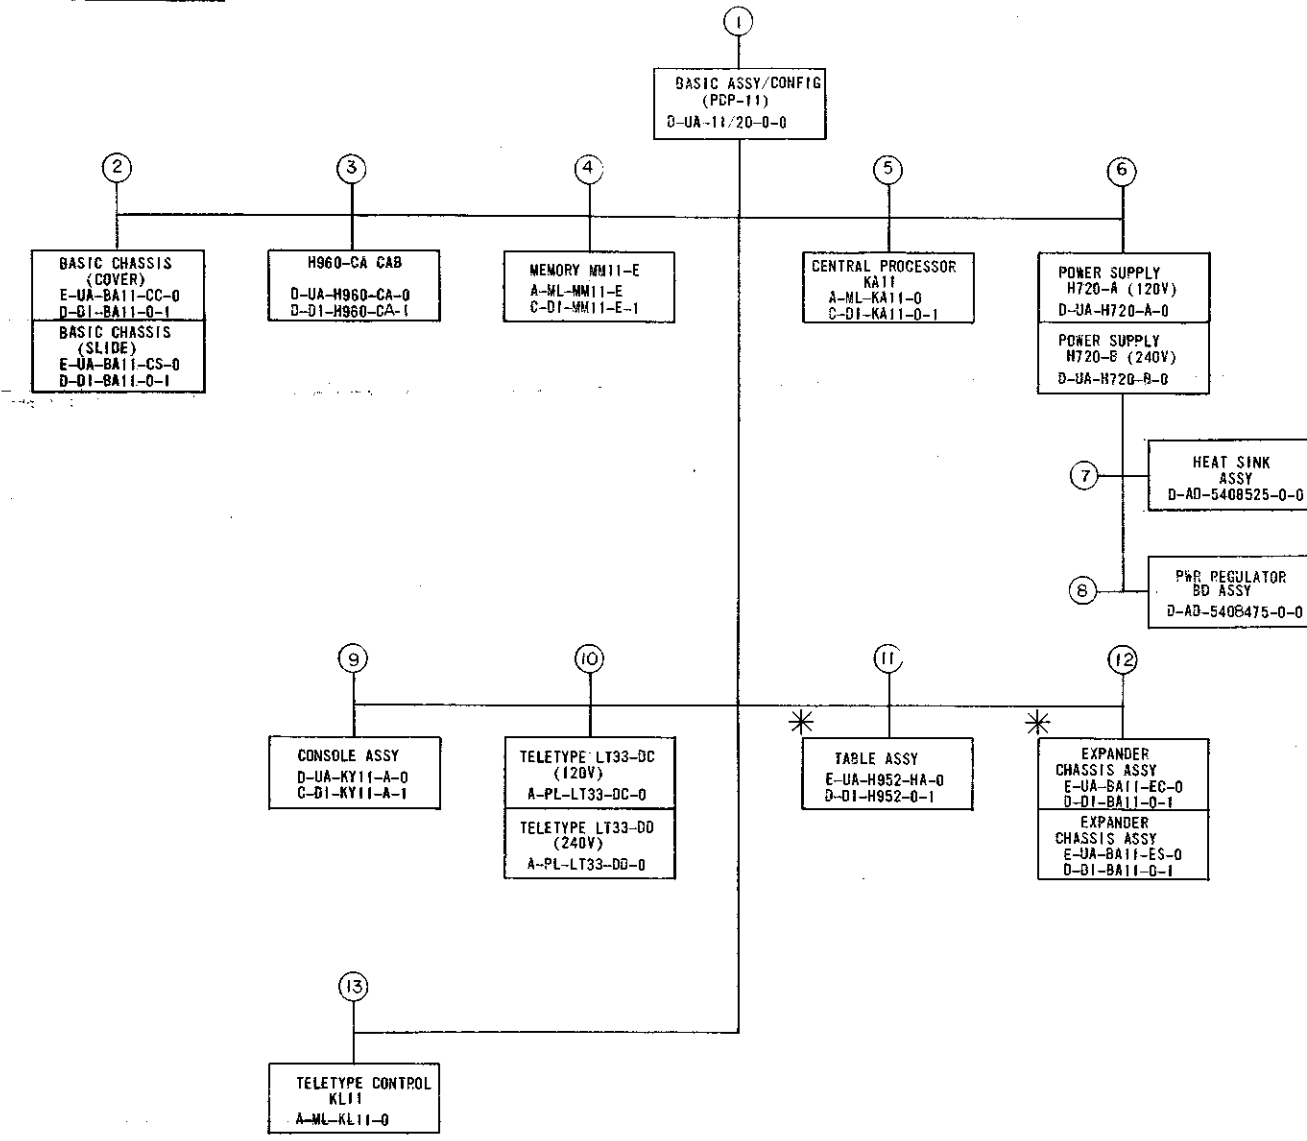 1
BASIC ASSY/CONFIG
(PDP-11)
D-UA-11/20-0-0
2
3
4
5
6
BASIC CHASSIS
(COVER)
E-UA-BA11-CC-0
D-DI-BA11-0-1
BASIC CHASSIS
(SLIDE)
E-UA-BA11-CS-0
D-DI-BA11-0-1
H960-CA CAB
D-UA-H960-CA-0
D-DI-H960-CA-1
MEMORY MM11-E
A-ML-MM11-E
C-DI-MM11-E-1
CENTRAL PROCESSOR
KA11
A-ML-KA11-0
C-DI-KA11-0-1
POWER SUPPLY
H720-A (120V)
D-UA-H720-A-0
POWER SUPPLY
H720-B (240V)
D-UA-H720-B-0
7
HEAT SINK
ASSY
D-AD-5408525-0-0
8
PWR REGULATOR
BD ASSY
D-AD-5408475-0-0
9
10
11
12
CONSOLE ASSY
D-UA-KY11-A-0
C-DI-KY11-A-1
TELETYPE LT33-DC
(120V)
A-PL-LT33-DC-0
TELETYPE LT33-DD
(240V)
A-PL-LT33-DD-0
*
TABLE ASSY
E-UA-H952-HA-0
D-DI-H952-0-1
*
EXPANDER
CHASSIS ASSY
E-UA-BA11-EC-0
D-DI-BA11-0-1
EXPANDER
CHASSIS ASSY
E-UA-BA11-ES-0
D-DI-BA11-0-1
13
TELETYPE CONTROL
KL11
A-ML-KL11-0